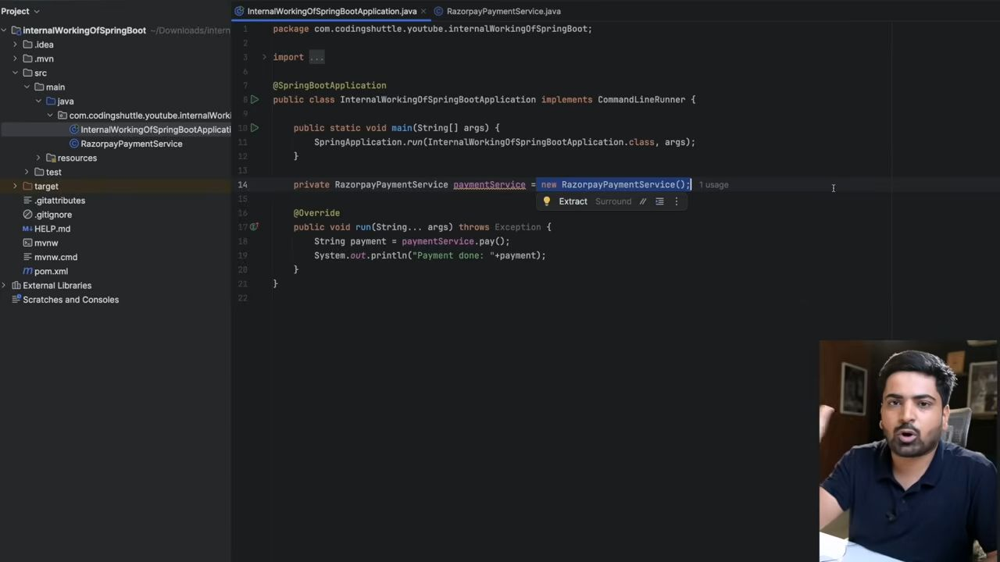 Project
InternalWorkingOfSpringBootApplication.java
RazorpayPaymentService.java
internalWorkingOfSpringBoot ~/Downloads/intern
.idea
.mvn
src
main
java
com.codingshuttle.youtube.internalWorki
InternalWorkingOfSpringBootApplicati
RazorpayPaymentService
resources
test
target
.gitattributes
.gitignore
HELP.md
mvnw
mvnw.cmd
pom.xml
External Libraries
Scratches and Consoles
1 package com.codingshuttle.youtube.internalWorkingOfSpringBoot;
2
3 import ...
6
7 @SpringBootApplication
8 public class InternalWorkingOfSpringBootApplication implements CommandLineRunner {
9
10 public static void main(String[] args) {
11 SpringApplication.run(InternalWorkingOfSpringBootApplication.class, args);
12 }
13
14 private RazorpayPaymentService paymentService = new RazorpayPaymentService(); 1 usage
15
Extract Surround //
16 @Override
17 public void run(String... args) throws Exception {
18 String payment = paymentService.pay();
19 System.out.println("Payment done: "+payment);
20 }
21 }
22